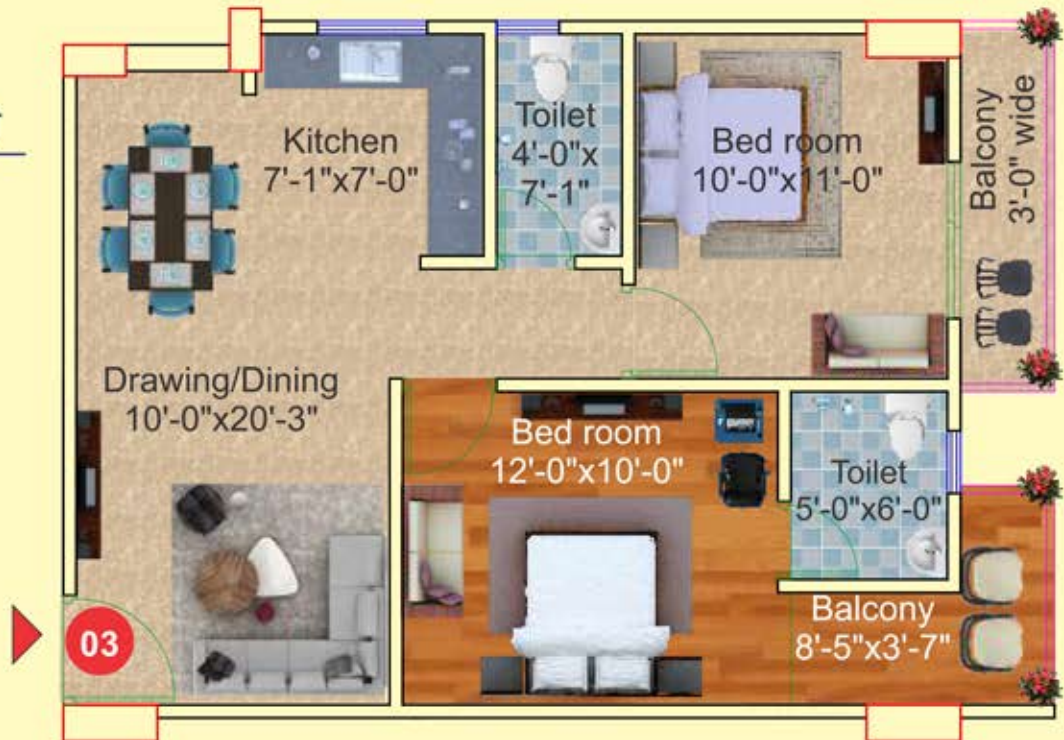 Kitchen
7'-1"x7'-0"
Toilet
4'-0"x
7'-1"
Bed room
10'-0"x11'-0"
Balcony
3'-0" wide
Drawing/Dining
10'-0"x20'-3"
Bed room
12'-0"x10'-0"
Toilet
5'-0"x6'-0"
Balcony
8'-5"x3'-7"
03